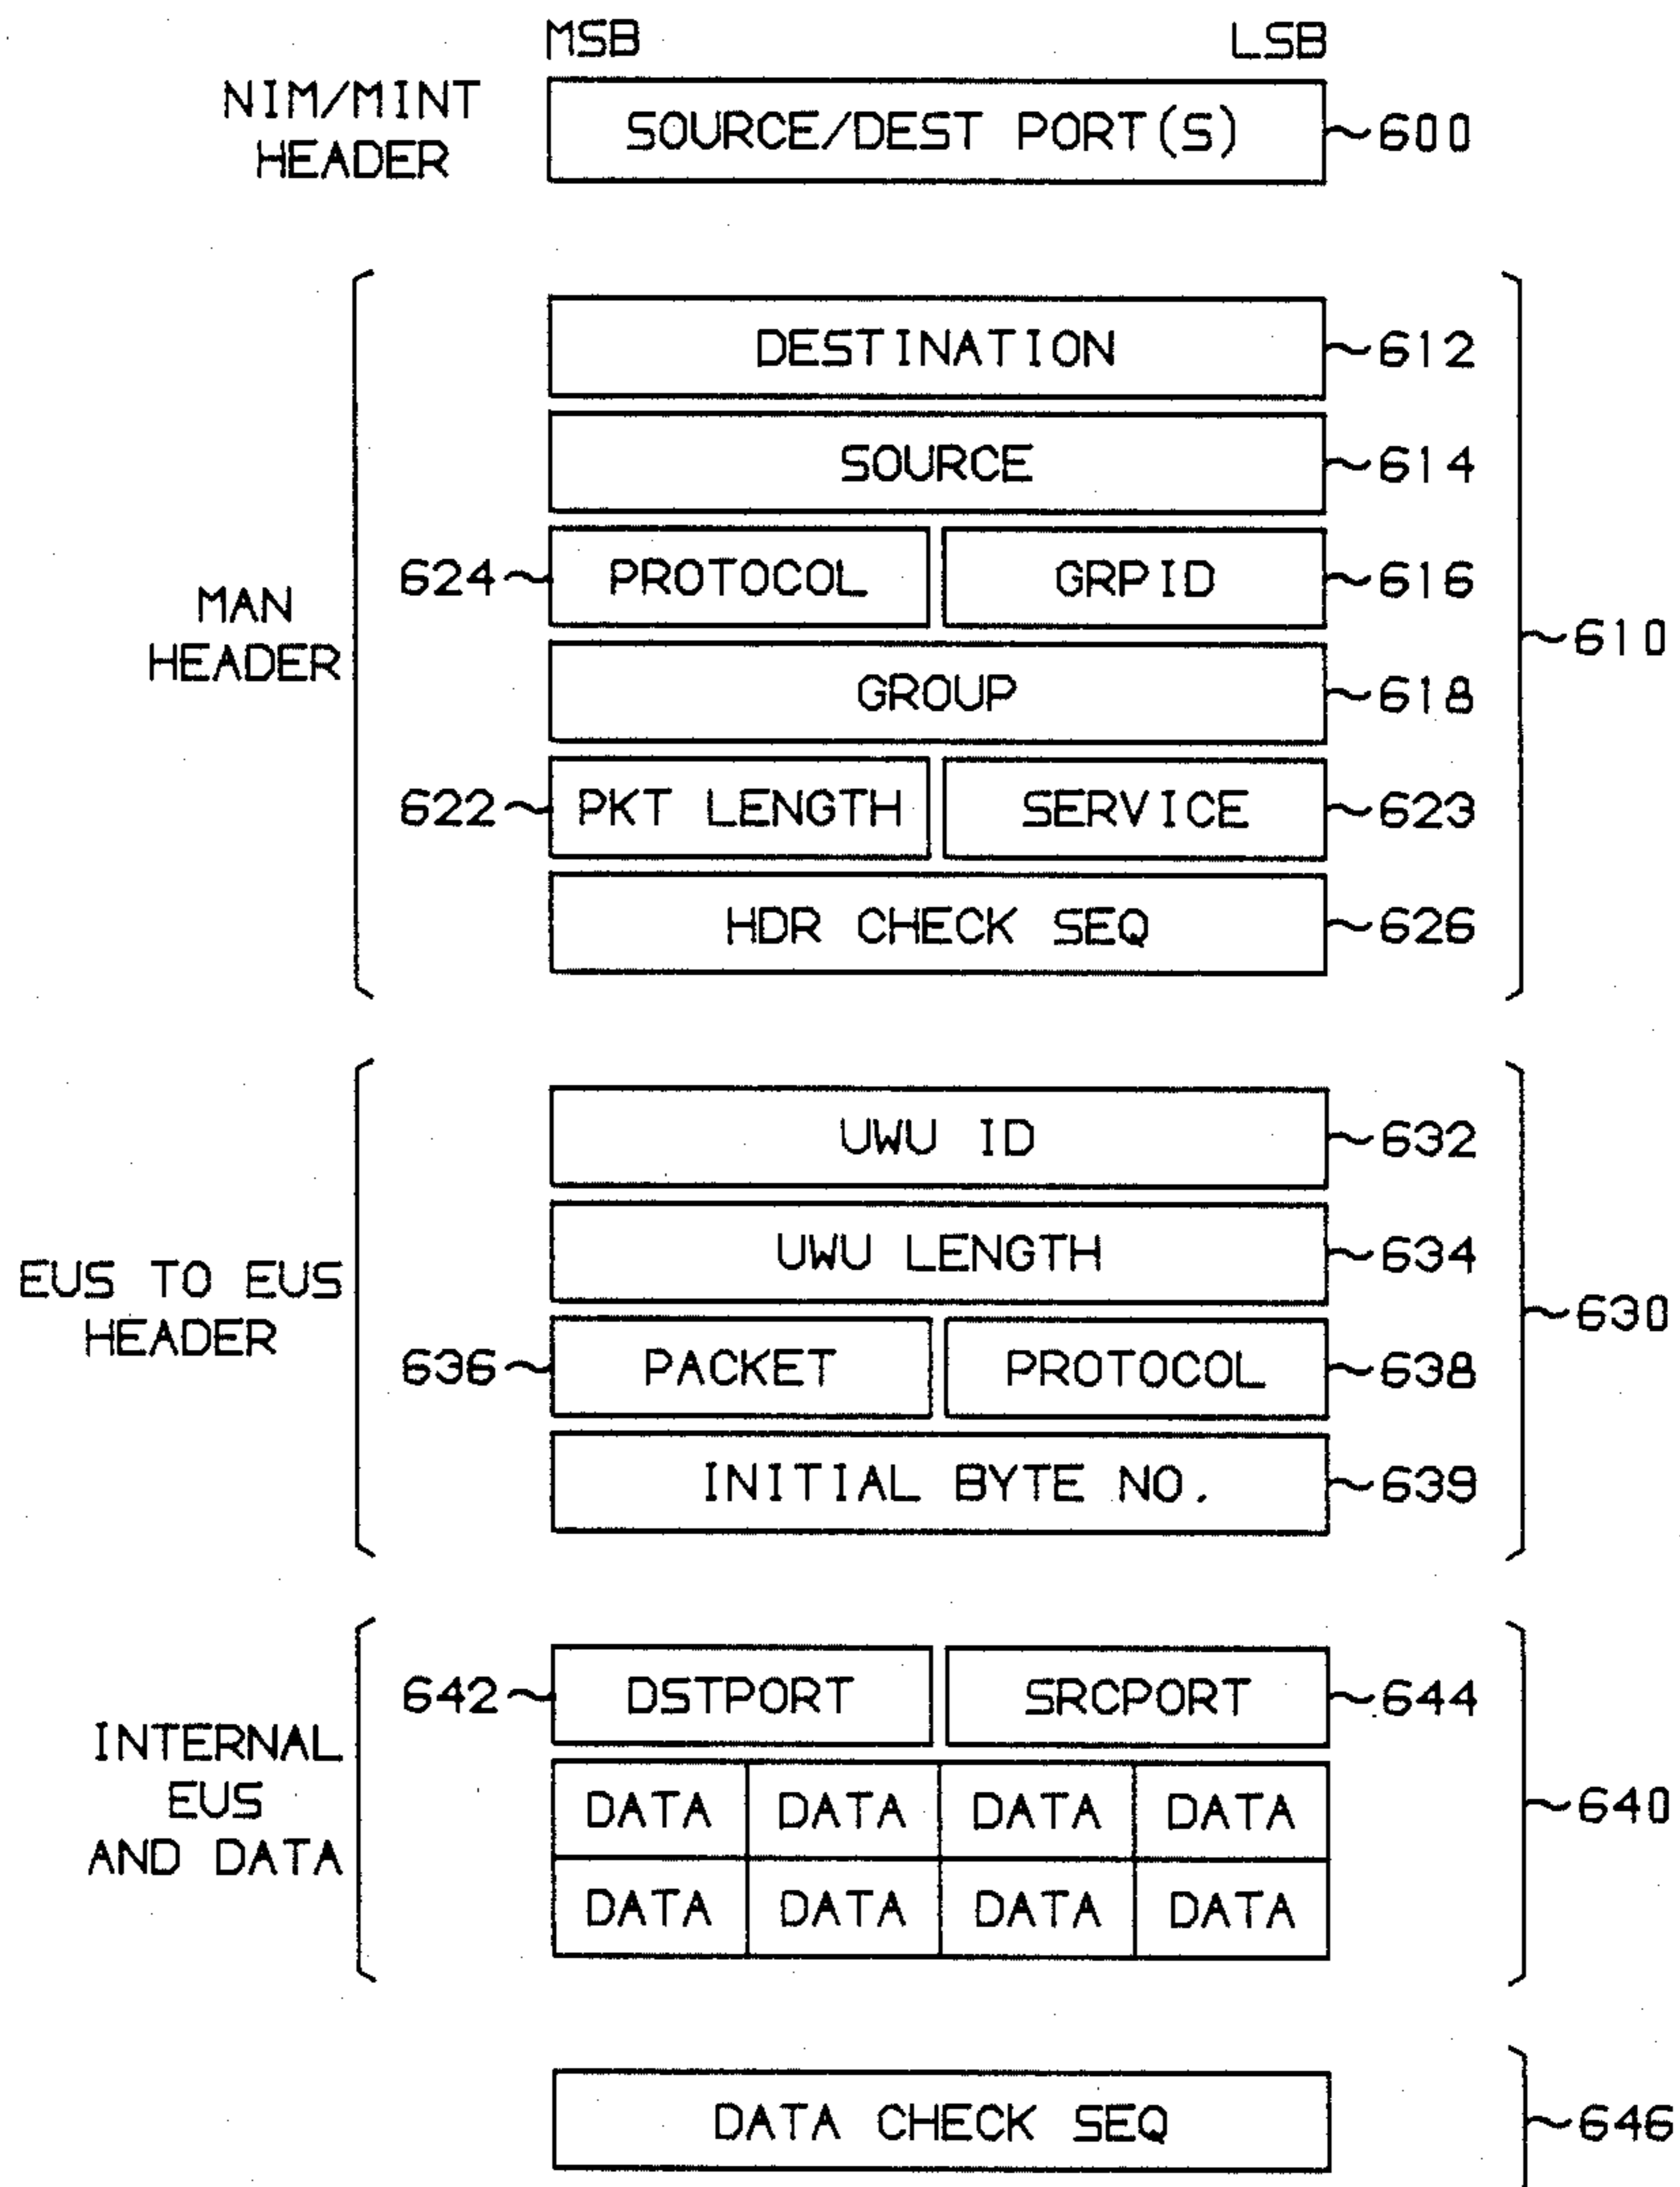 MSB LSB
NIM/MINT
HEADER
SOURCE/DEST PORT(S) 600
MAN
HEADER
DESTINATION 612
SOURCE 614
624 PROTOCOL GRPID 616
GROUP 618
622 PKT LENGTH SERVICE 623
HDR CHECK SEQ 626
610
EUS TO EUS
HEADER
UWU ID 632
UWU LENGTH 634
636 PACKET PROTOCOL 638
INITIAL BYTE NO. 639
630
INTERNAL
EUS
AND DATA
642 DSTPORT SRCPORT 644
DATA DATA DATA DATA
DATA DATA DATA DATA
640
DATA CHECK SEQ 646